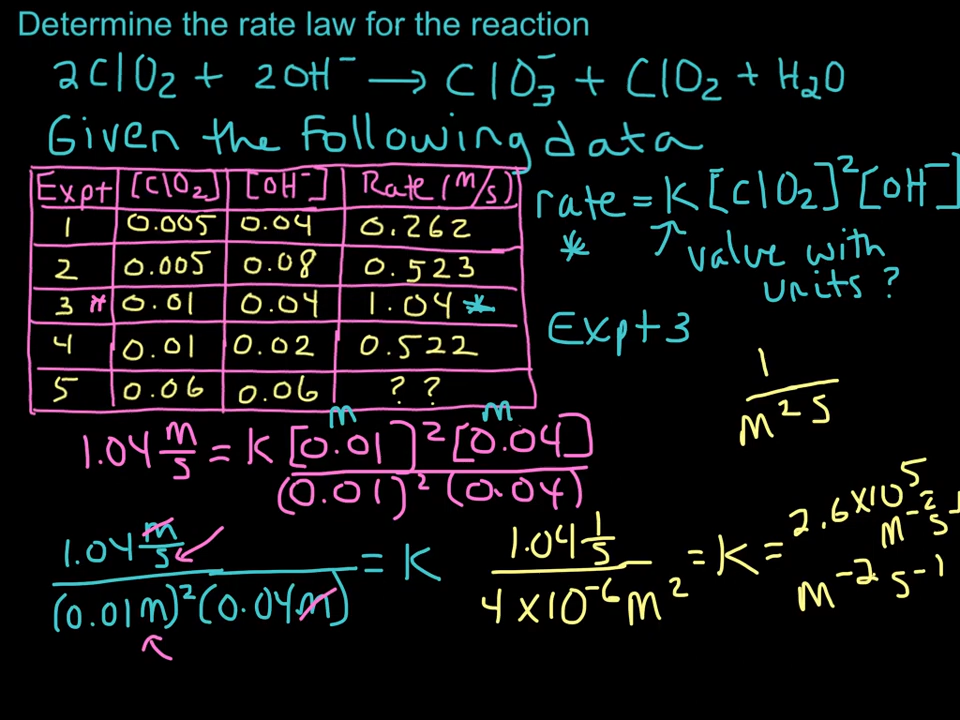 Determine the rate law for the reaction
2ClO₂ + 2OH⁻ → ClO₃⁻ + ClO₂ + H₂O
Given the Following data
Expt [ClO₂] [OH⁻] Rate (M/s)
1 0.005 0.04 0.262
2 0.005 0.08 0.523
3 * 0.01 0.04 1.04 *
4 0.01 0.02 0.522
5 0.06 0.06 ? ?
rate = K[ClO₂]²[OH⁻]
*
value with
units ?
Expt 3
1
M² S
M M
1.04 M/S = K [0.01]² [0.04]
(0.01)² (0.04)
1.04 M/S = K
(0.01M)² (0.04M)
1.04 1/S = K = 2.6 x10⁵ M⁻² S⁻¹
4 x10⁻⁶ M²
M⁻² S⁻¹